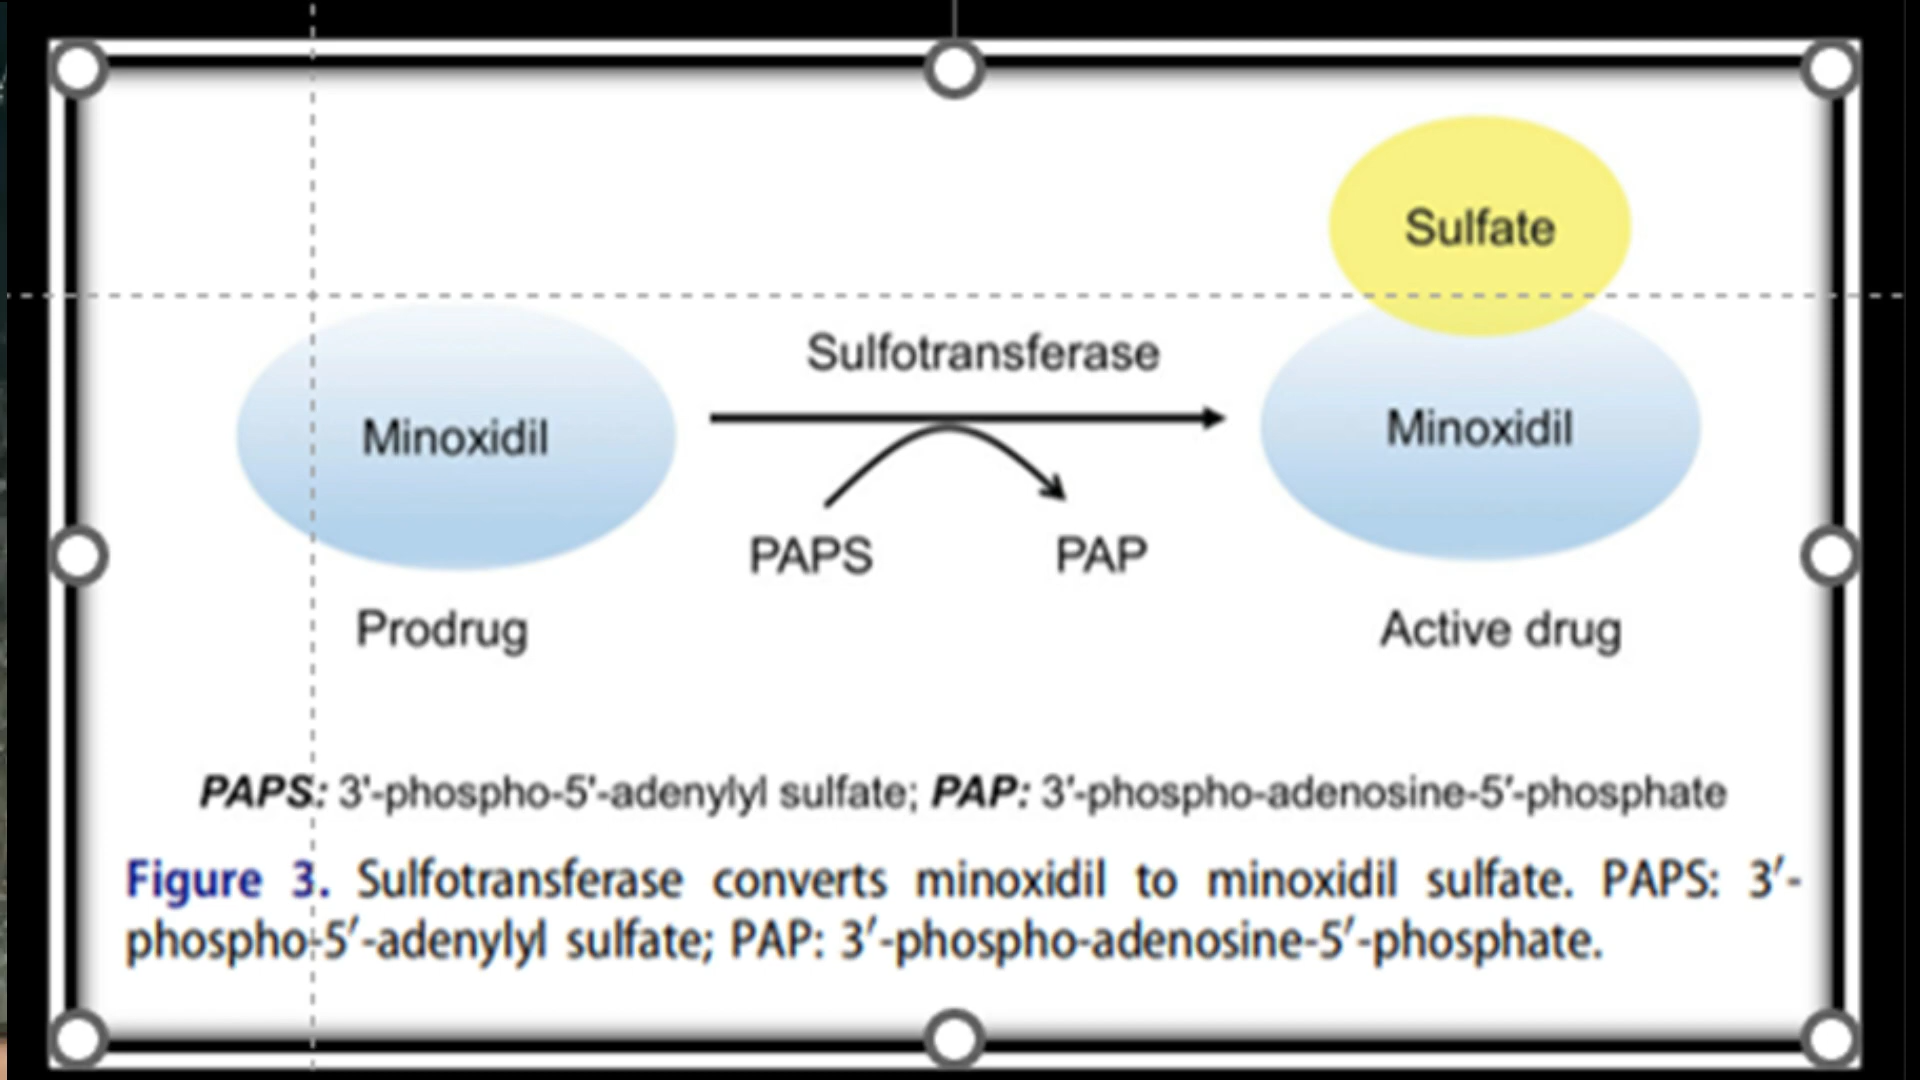 Sulfate
Sulfotransferase
Minoxidil
Minoxidil
PAPS
PAP
Prodrug
Active drug
PAPS: 3'-phospho-5'-adenylyl sulfate; PAP: 3'-phospho-adenosine-5'-phosphate
Figure 3. Sulfotransferase converts minoxidil to minoxidil sulfate. PAPS: 3′-
phospho-5′-adenylyl sulfate; PAP: 3′-phospho-adenosine-5′-phosphate.